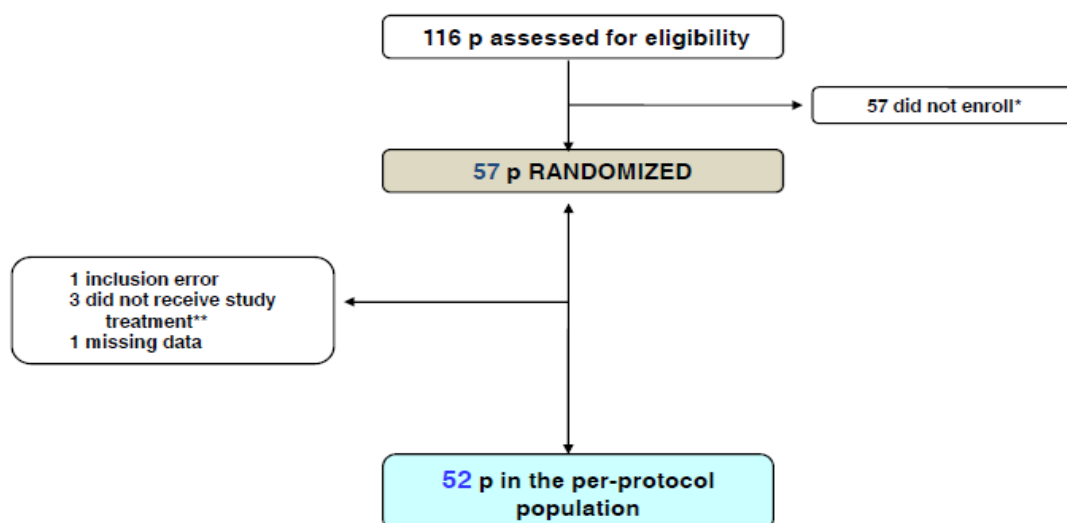 116 p assessed for eligibility
57 did not enroll*
57 p RANDOMIZED
1 inclusion error
3 did not receive study
treatment**
1 missing data
52 p in the per-protocol
population